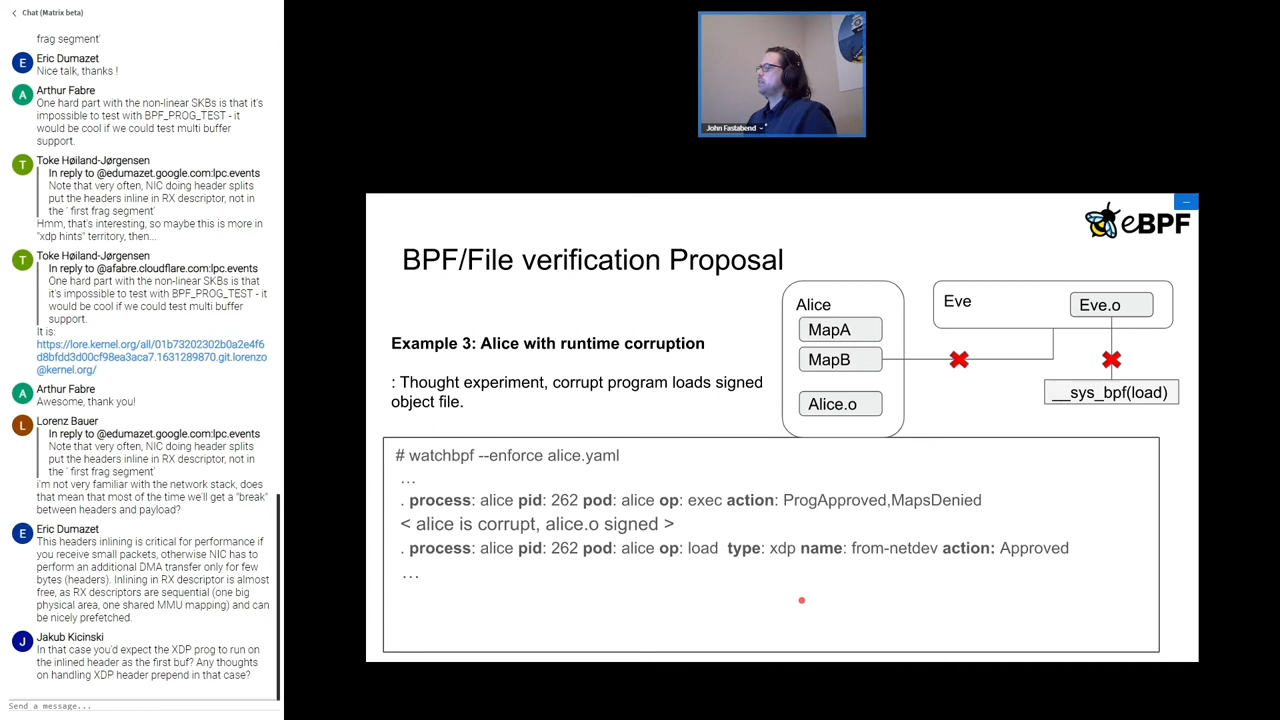 Chat (Matrix beta)
frag segment'
E
Eric Dumazet
Nice talk, thanks !
A
Arthur Fabre
One hard part with the non-linear SKBs is that it's
impossible to test with BPF_PROG_TEST - it
would be cool if we could test multi buffer
support.
T
Toke Høiland-Jørgensen
In reply to @edumazet.google.com:lpc.events
Note that very often, NIC doing header splits
put the headers inline in RX descriptor, not in
the ' first frag segment'
Hmm, that's interesting, so maybe this is more in
"xdp hints" territory, then...
T
Toke Høiland-Jørgensen
In reply to @afabre.cloudflare.com:lpc.events
One hard part with the non-linear SKBs is that
it's impossible to test with BPF_PROG_TEST - it
would be cool if we could test multi buffer
support.
It is:
https://lore.kernel.org/all/01b73202302b0a2e4f6
d8bfdd3d00cf98ea3aca7.1631289870.git.lorenzo
@kernel.org/
A
Arthur Fabre
Awesome, thank you!
L
Lorenz Bauer
In reply to @edumazet.google.com:lpc.events
Note that very often, NIC doing header splits
put the headers inline in RX descriptor, not in
the ' first frag segment'
i'm not very familiar with the network stack, does
that mean that most of the time we'll get a "break"
between headers and payload?
E
Eric Dumazet
This headers inlining is critical for performance if
you receive small packets, otherwise NIC has to
perform an additional DMA transfer only for few
bytes (headers). Inlining in RX descriptor is almost
free, as RX descriptors are sequential (one big
physical area, one shared MMU mapping) and can
be nicely prefetched.
J
Jakub Kicinski
In that case you'd expect the XDP prog to run on
the inlined header as the first buf? Any thoughts
on handling XDP header prepend in that case?
Send a message...
John Fastabend
eBPF
BPF/File verification Proposal
Alice
MapA
MapB
Alice.o
Eve
Eve.o
__sys_bpf(load)
Example 3: Alice with runtime corruption
: Thought experiment, corrupt program loads signed
object file.
# watchbpf --enforce alice.yaml
...
. process: alice pid: 262 pod: alice op: exec action: ProgApproved,MapsDenied
< alice is corrupt, alice.o signed >
. process: alice pid: 262 pod: alice op: load type: xdp name: from-netdev action: Approved
...